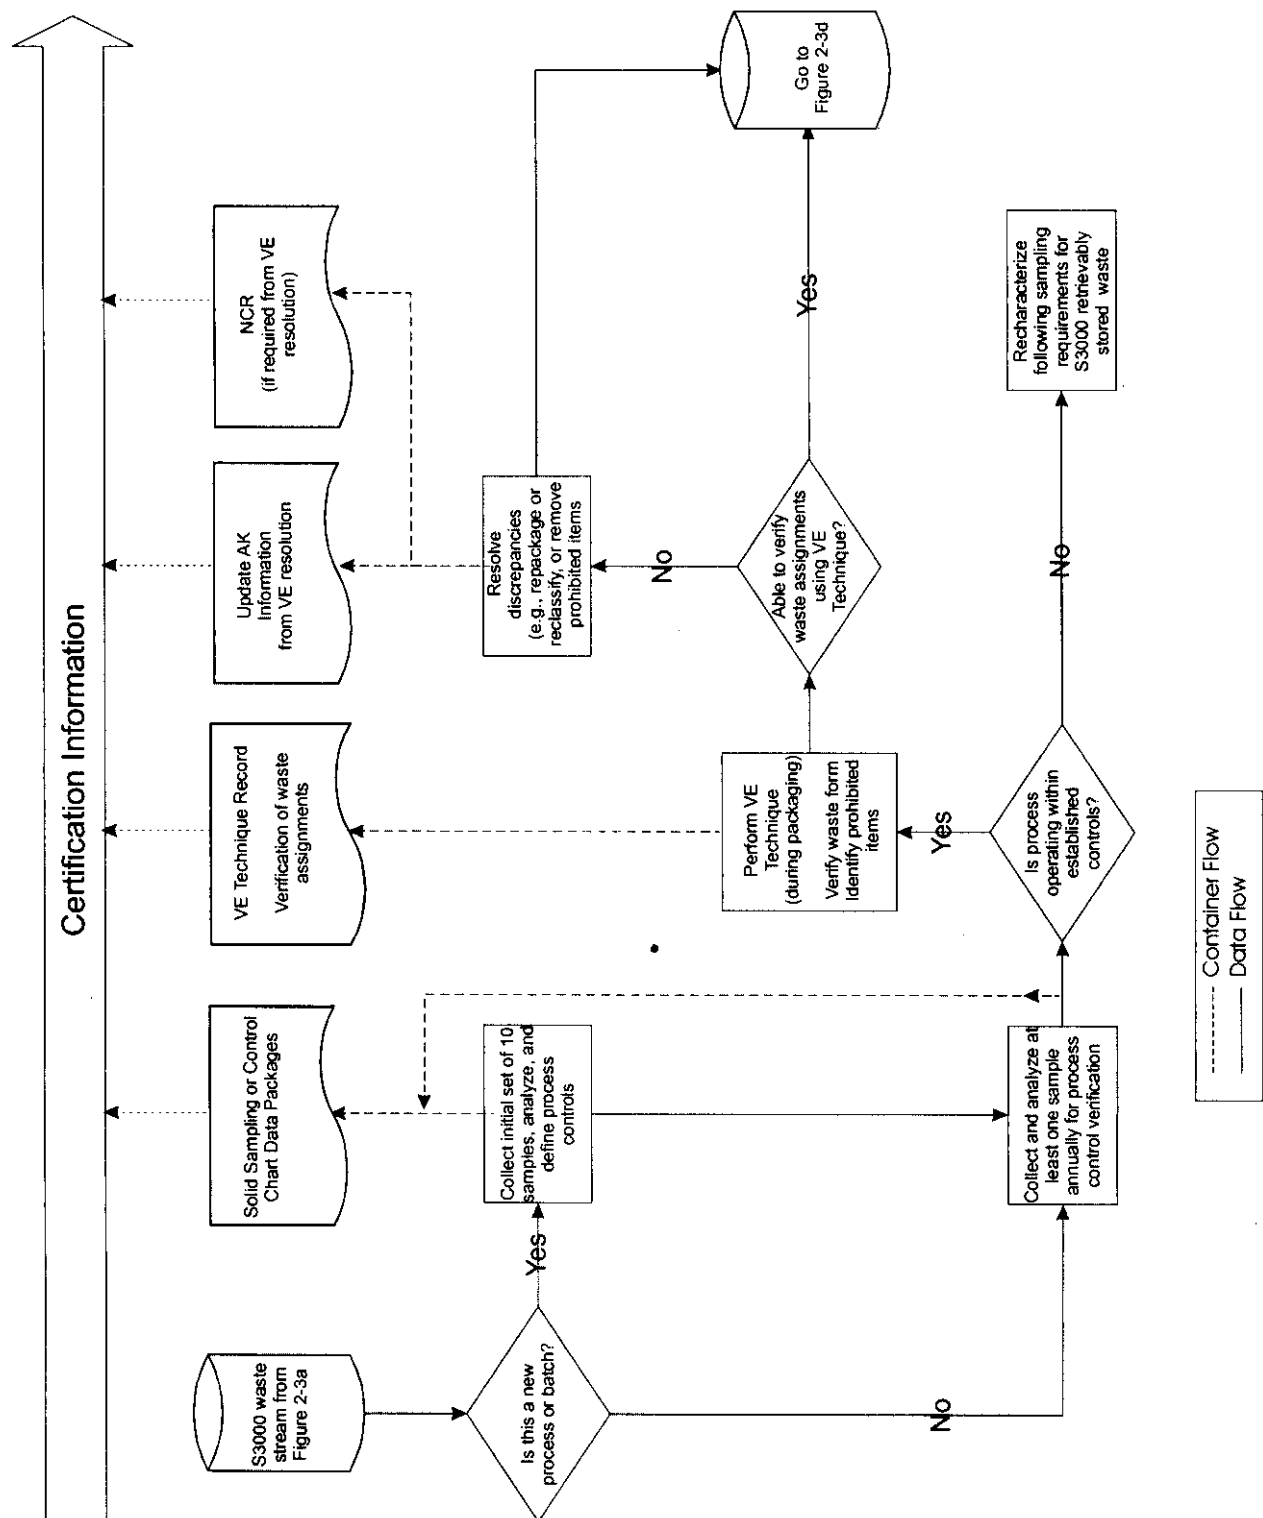 Certification Information
S3000 waste
stream from
Figure 2-3a
Solid Sampling or Control
Chart Data Packages
VE Technique Record
Verification of waste
assignments
Update AK
Information
from VE resolution
NCR
(if required from VE
resolution)
Is this a new
process or batch?
Yes
Collect initial set of 10
samples, analyze, and
define process
controls
Resolve
discrepancies
(e.g., repackage or
reclassify, or remove
prohibited items
No
Perform VE
Technique
(during packaging)
Verify waste form
Identify prohibited
items
Able to verify
waste assignments
using VE
Technique?
Yes
Go to
Figure 2-3d
No
Collect and analyze at
least one sample
annually for process
control verification
Yes
Is process
operating within
established
controls?
No
Recharacterize
following sampling
requirements for
S3000 retrievably
stored waste
Container Flow
Data Flow